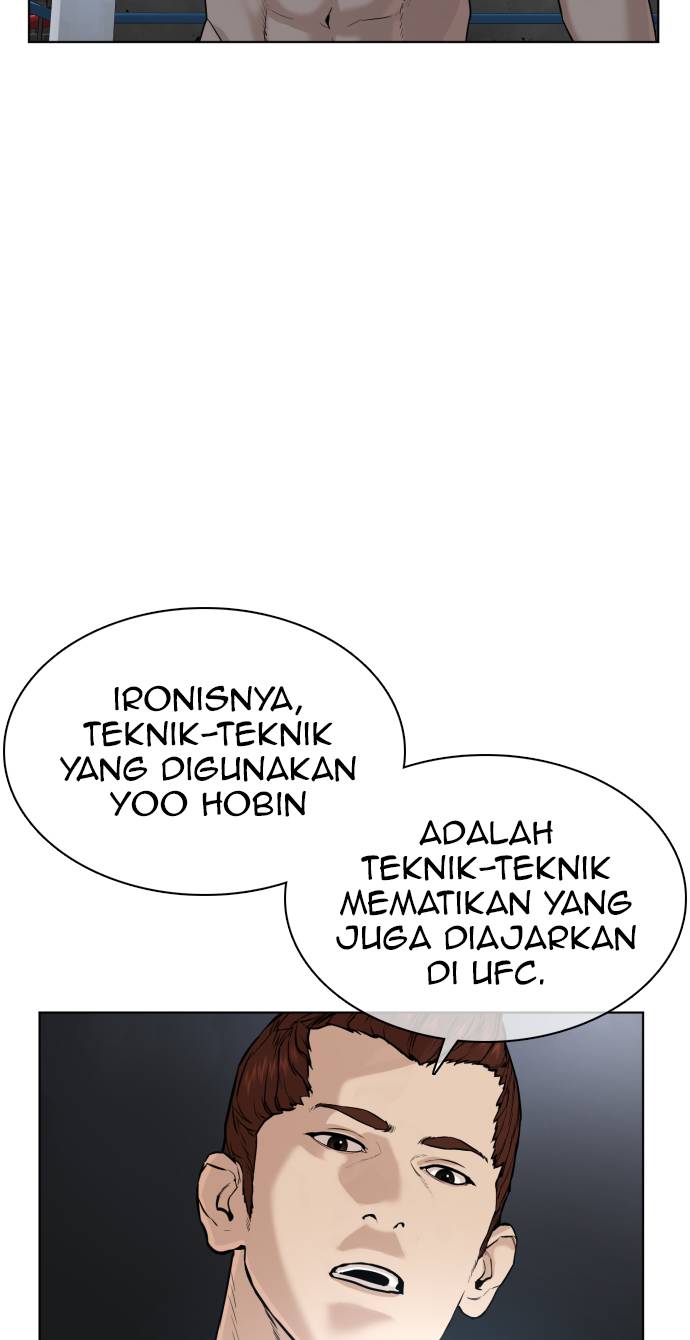 IRONISNYA,
TEKNIK-TEKNIK
YANG DIGUNAKAN
YOO HOBIN
ADALAH
TEKNIK-TEKNIK
MEMATIKAN YANG
JUGA DIAJARKAN
DI UFC.